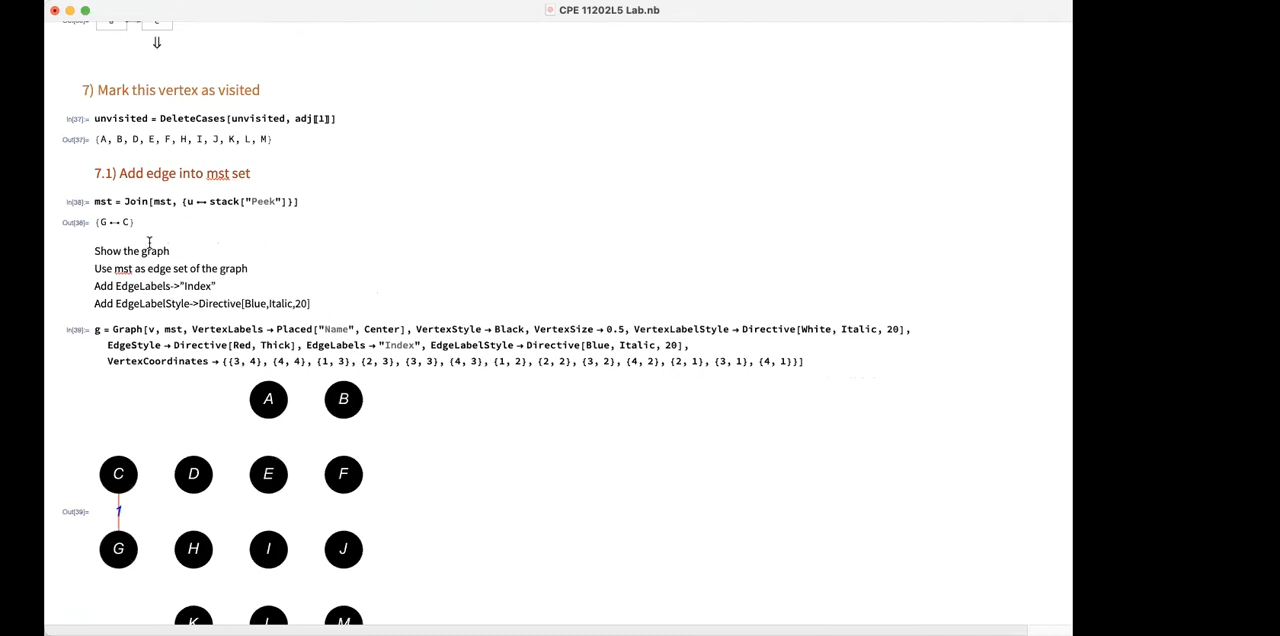 CPE 11202L5 Lab.nb
⇓
7) Mark this vertex as visited
In[37]:= unvisited = DeleteCases[unvisited, adj〚1〛]
Out[37]= {A, B, D, E, F, H, I, J, K, L, M}
7.1) Add edge into mst set
In[38]:= mst = Join[mst, {u ↔ stack["Peek"]}]
Out[38]= {G ↔ C}
Show the graph
Use mst as edge set of the graph
Add EdgeLabels->"Index"
Add EdgeLabelStyle->Directive[Blue,Italic,20]
In[39]:= g = Graph[v, mst, VertexLabels → Placed["Name", Center], VertexStyle → Black, VertexSize → 0.5, VertexLabelStyle → Directive[White, Italic, 20],
EdgeStyle → Directive[Red, Thick], EdgeLabels → "Index", EdgeLabelStyle → Directive[Blue, Italic, 20],
VertexCoordinates → {{3, 4}, {4, 4}, {1, 3}, {2, 3}, {3, 3}, {4, 3}, {1, 2}, {2, 2}, {3, 2}, {4, 2}, {2, 1}, {3, 1}, {4, 1}}]
A B
C D E F
Out[39]= 1
G H I J
K L M